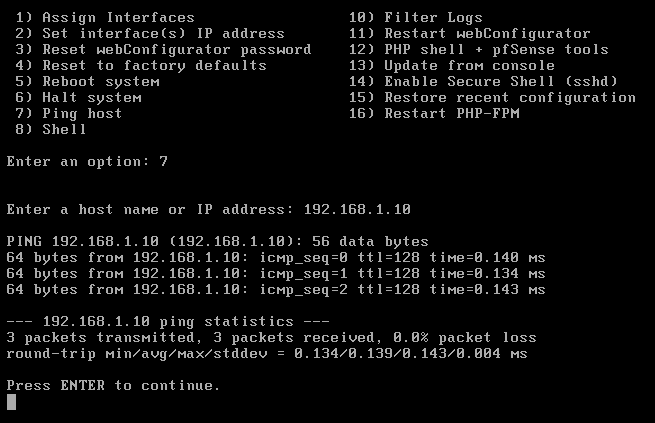 1) Assign Interfaces                  10) Filter Logs
2) Set interface(s) IP address        11) Restart webConfigurator
3) Reset webConfigurator password     12) PHP shell + pfSense tools
4) Reset to factory defaults          13) Update from console
5) Reboot system                      14) Enable Secure Shell (sshd)
6) Halt system                        15) Restore recent configuration
7) Ping host                          16) Restart PHP-FPM
8) Shell
Enter an option: 7
Enter a host name or IP address: 192.168.1.10
PING 192.168.1.10 (192.168.1.10): 56 data bytes
64 bytes from 192.168.1.10: icmp_seq=0 ttl=128 time=0.140 ms
64 bytes from 192.168.1.10: icmp_seq=1 ttl=128 time=0.134 ms
64 bytes from 192.168.1.10: icmp_seq=2 ttl=128 time=0.143 ms
--- 192.168.1.10 ping statistics ---
3 packets transmitted, 3 packets received, 0.0% packet loss
round-trip min/avg/max/stddev = 0.134/0.139/0.143/0.004 ms
Press ENTER to continue.